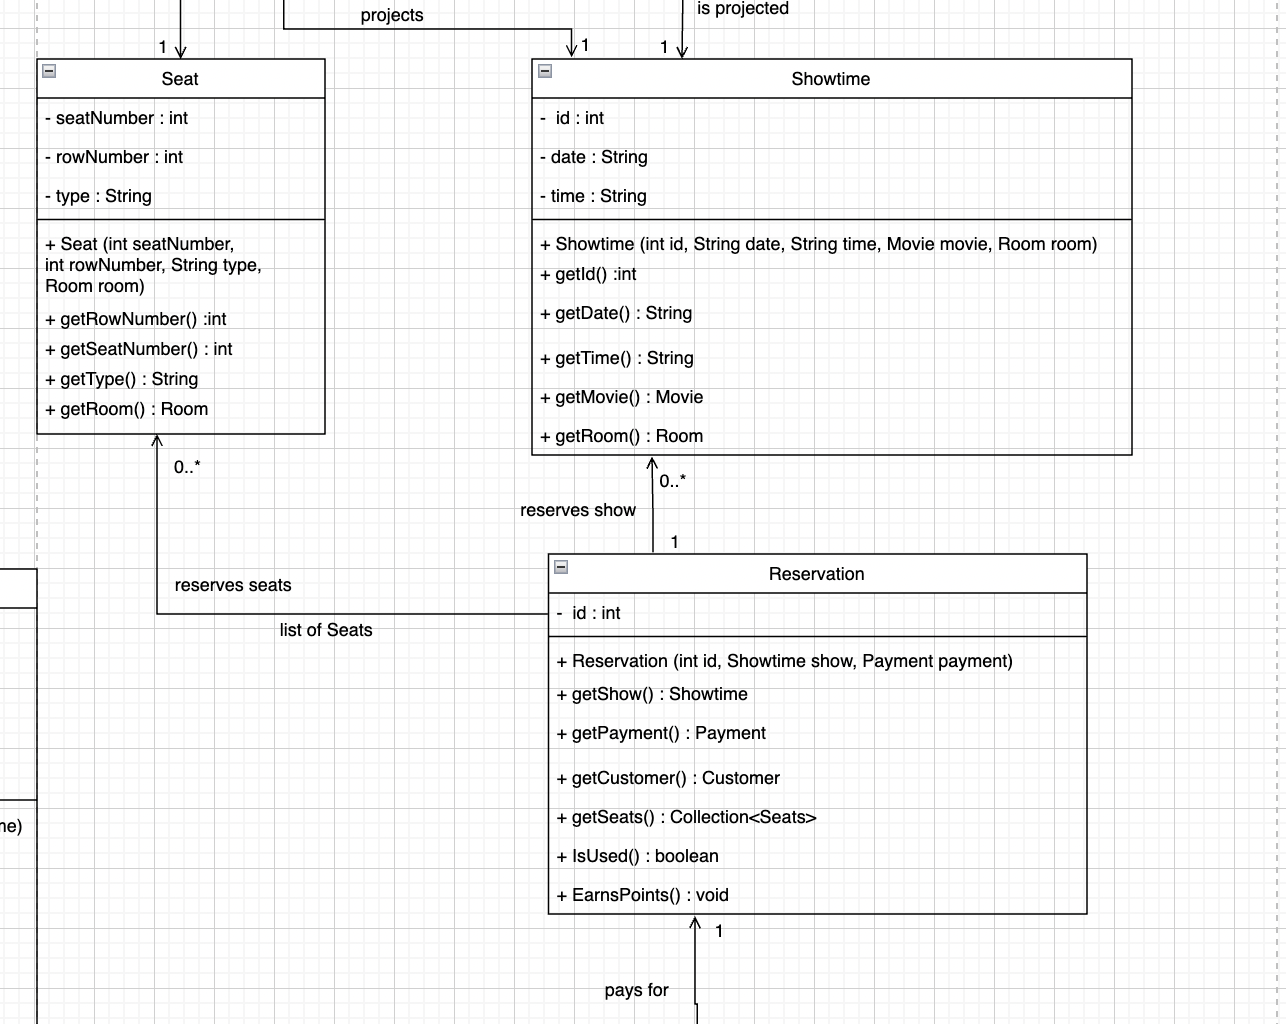 projects
is projected
1
1
1
Seat
- seatNumber : int
- rowNumber : int
- type : String
+ Seat (int seatNumber,
int rowNumber, String type,
Room room)
+ getRowNumber() :int
+ getSeatNumber() : int
+ getType() : String
+ getRoom() : Room
Showtime
- id : int
- date : String
- time : String
+ Showtime (int id, String date, String time, Movie movie, Room room)
+ getId() :int
+ getDate() : String
+ getTime() : String
+ getMovie() : Movie
+ getRoom() : Room
0..*
0..*
reserves show
1
reserves seats
list of Seats
Reservation
- id : int
+ Reservation (int id, Showtime show, Payment payment)
+ getShow() : Showtime
+ getPayment() : Payment
+ getCustomer() : Customer
+ getSeats() : Collection<Seats>
+ IsUsed() : boolean
+ EarnsPoints() : void
ne)
1
pays for